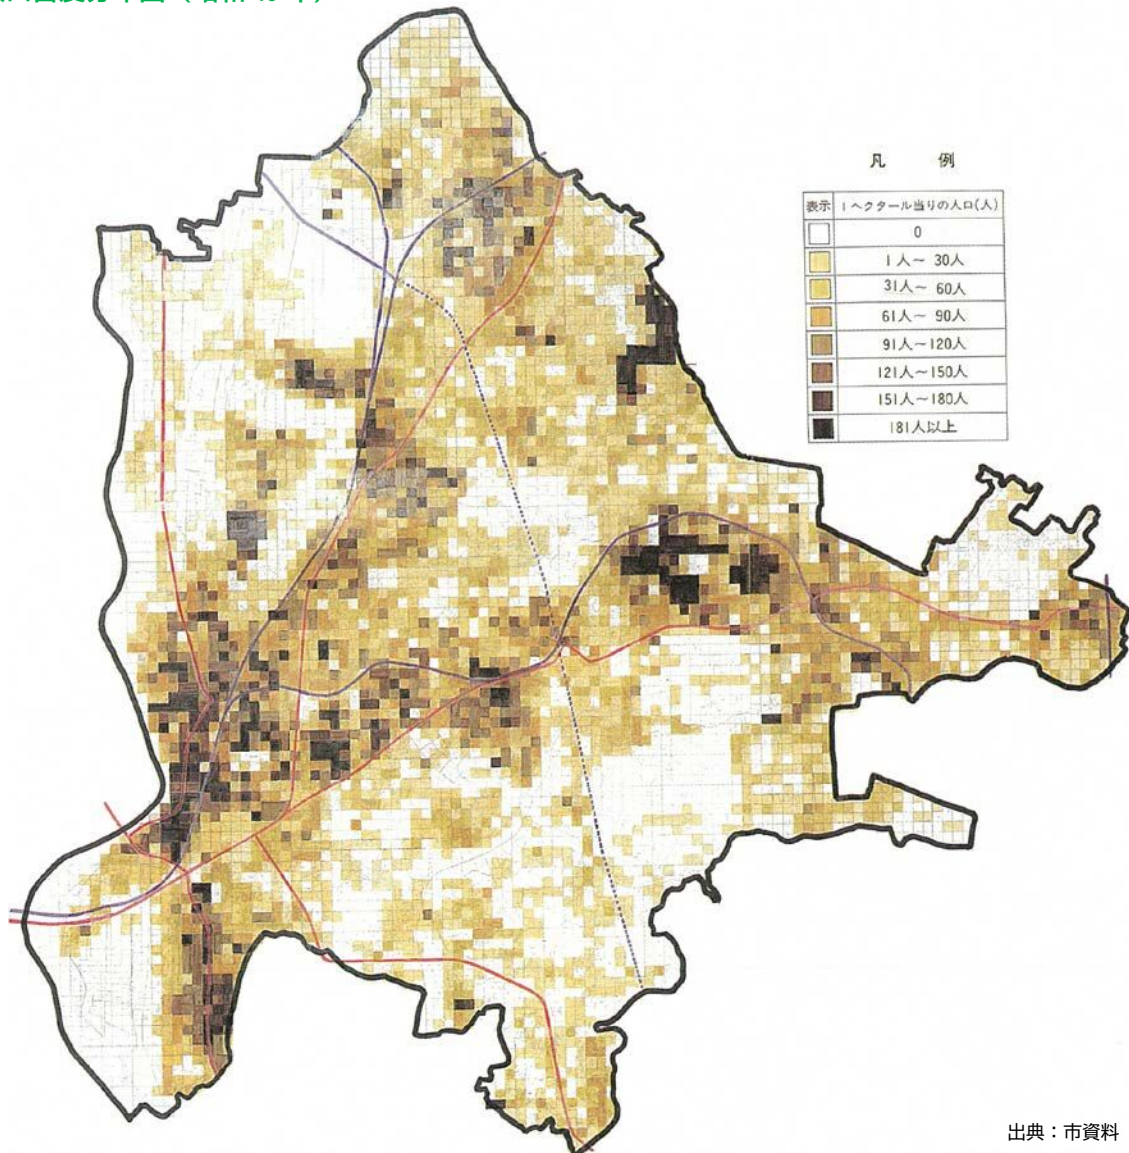 凡 例
表示 1ヘクタール当りの人口(人)
0
1人～ 30人
31人～ 60人
61人～ 90人
91人～120人
121人～150人
151人～180人
181人以上
出典：市資料